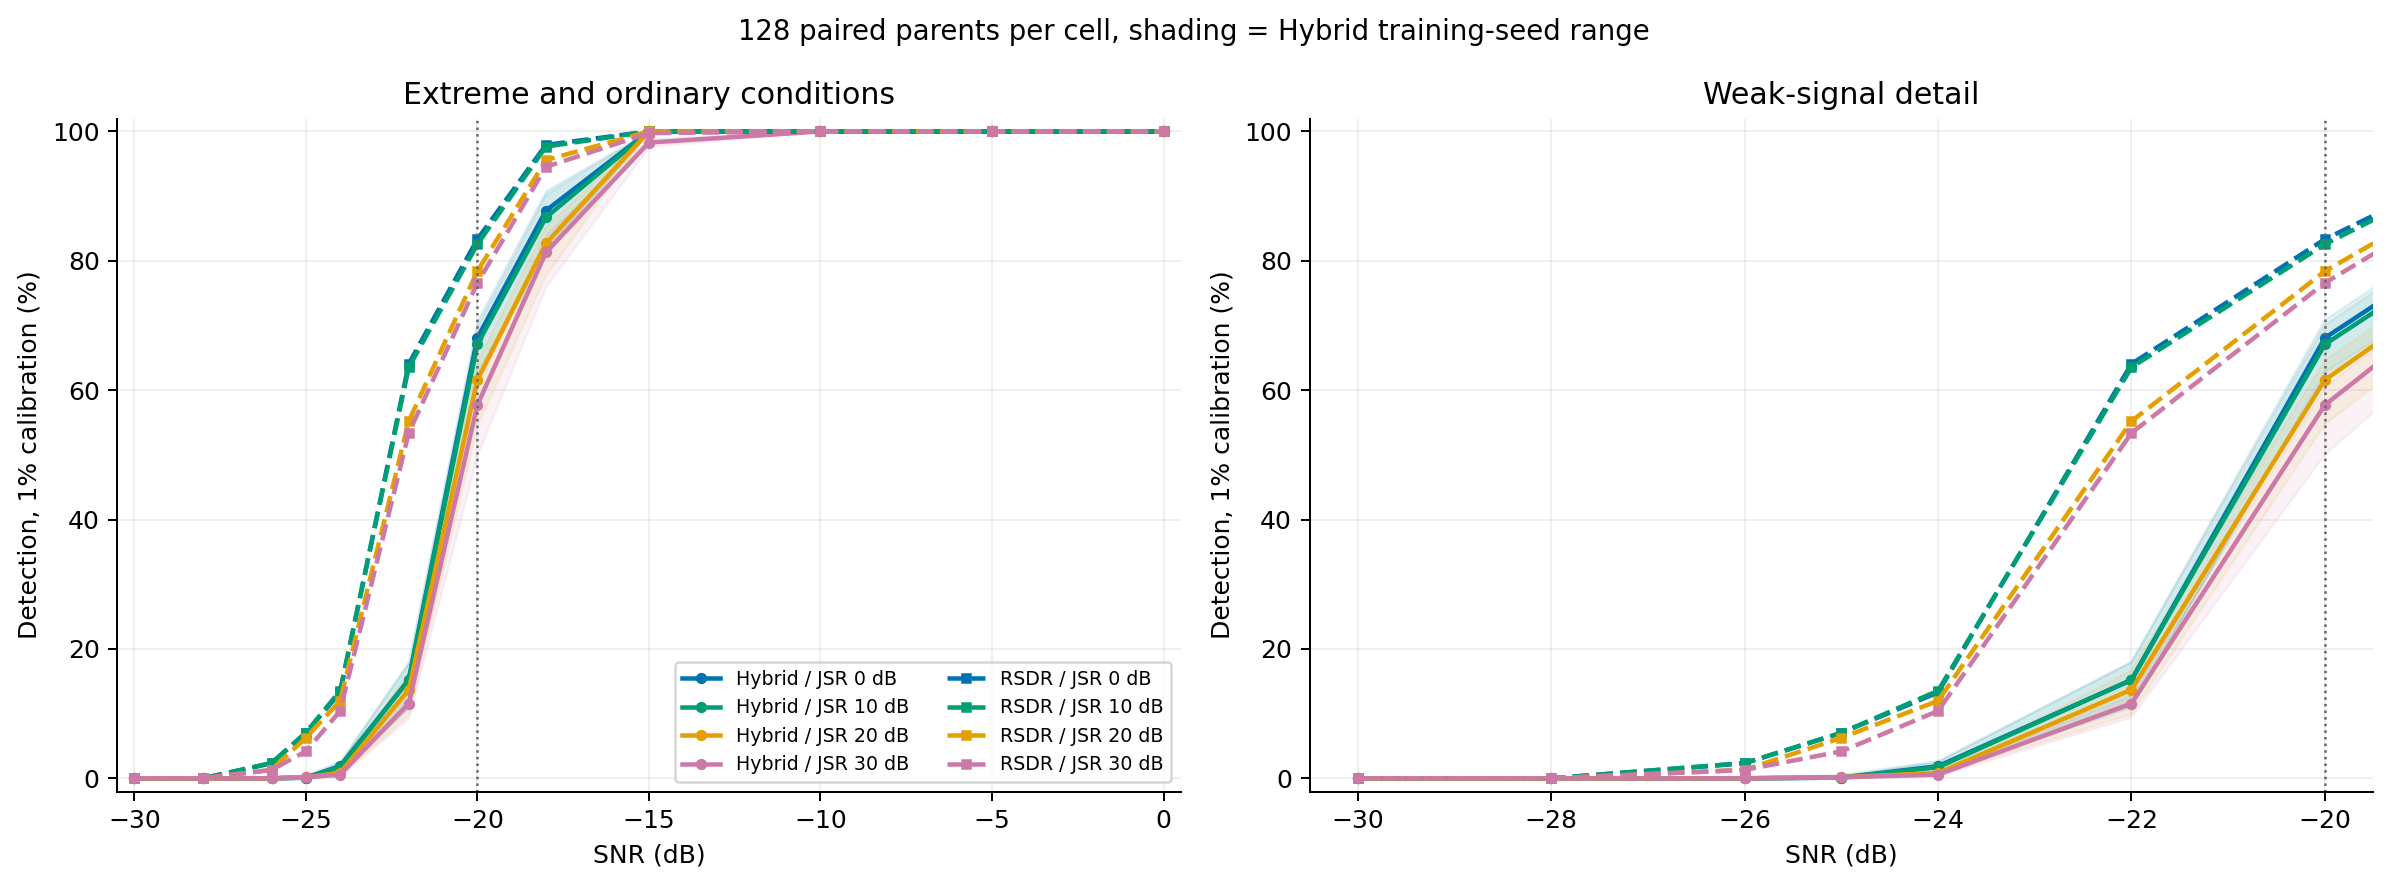 128 paired parents per cell, shading = Hybrid training-seed range
Extreme and ordinary conditions
Detection, 1% calibration (%)
100
80
60
40
20
0
−30
−25
−20
−15
−10
−5
0
SNR (dB)
Hybrid / JSR 0 dB
Hybrid / JSR 10 dB
Hybrid / JSR 20 dB
Hybrid / JSR 30 dB
RSDR / JSR 0 dB
RSDR / JSR 10 dB
RSDR / JSR 20 dB
RSDR / JSR 30 dB
Weak-signal detail
Detection, 1% calibration (%)
100
80
60
40
20
0
−30
−28
−26
−24
−22
−20
SNR (dB)